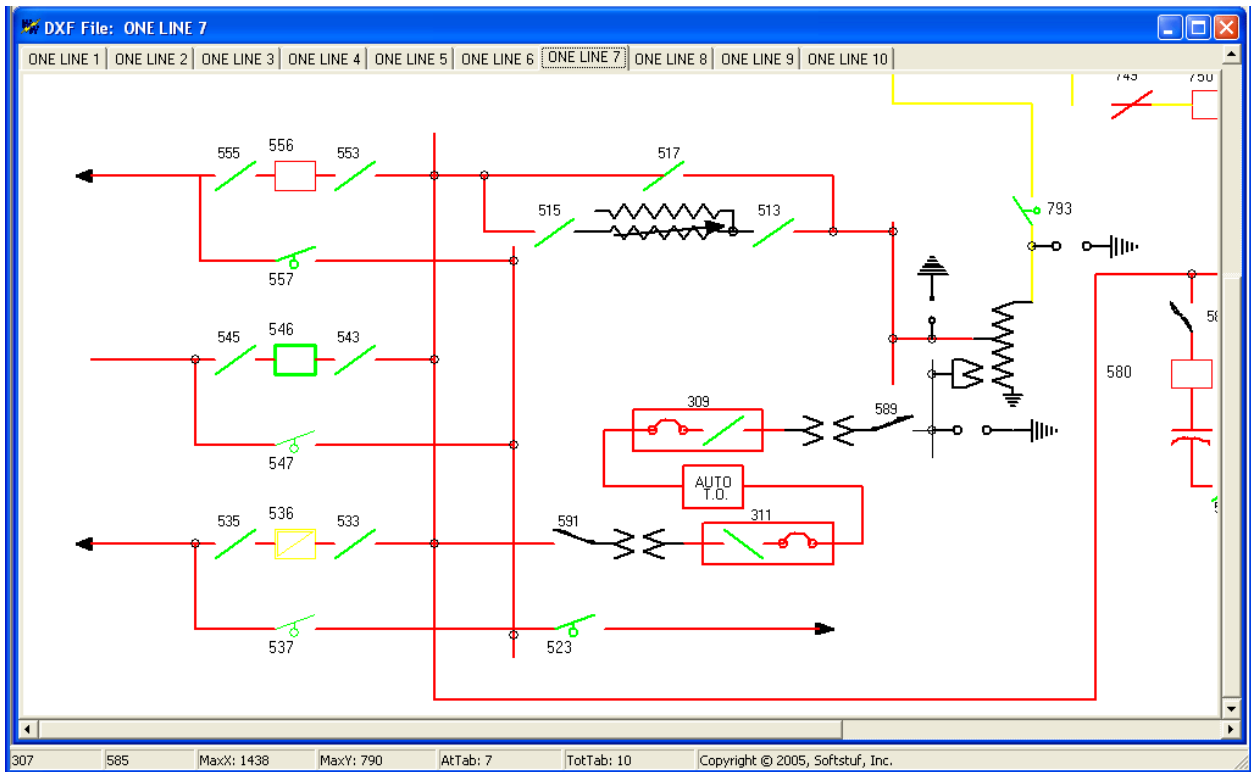 DXF File: ONE LINE 7
ONE LINE 1 ONE LINE 2 ONE LINE 3 ONE LINE 4 ONE LINE 5 ONE LINE 6 ONE LINE 7 ONE LINE 8 ONE LINE 9 ONE LINE 10
555 556 553 517
515 513 793
557
545 546 543
580
309 589
547
AUTO
T.O.
535 536 533 591 311
537 523
307 585 MaxX: 1438 MaxY: 790 AtTab: 7 TotTab: 10 Copyright © 2005, Softstuf, Inc.